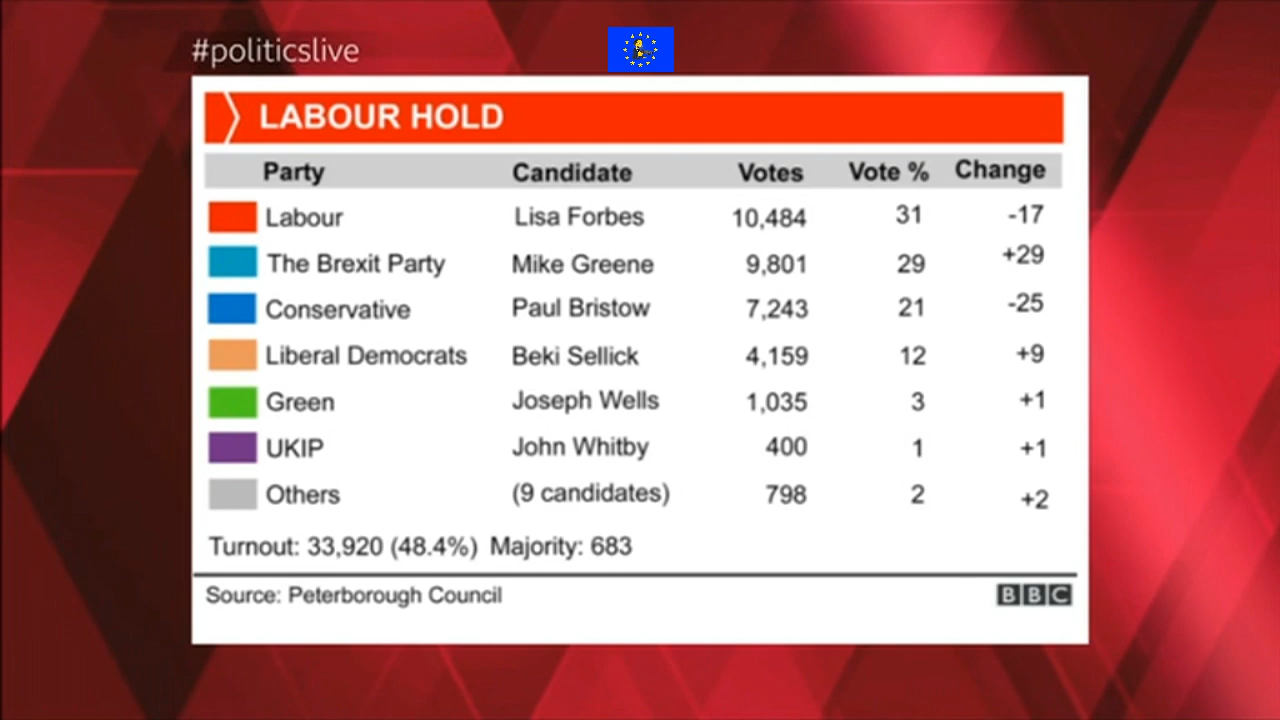 #politicslive
LABOUR HOLD
Party Candidate Votes Vote % Change
Labour Lisa Forbes 10,484 31 -17
The Brexit Party Mike Greene 9,801 29 +29
Conservative Paul Bristow 7,243 21 -25
Liberal Democrats Beki Sellick 4,159 12 +9
Green Joseph Wells 1,035 3 +1
UKIP John Whitby 400 1 +1
Others (9 candidates) 798 2 +2
Turnout: 33,920 (48.4%) Majority: 683
Source: Peterborough Council BBC